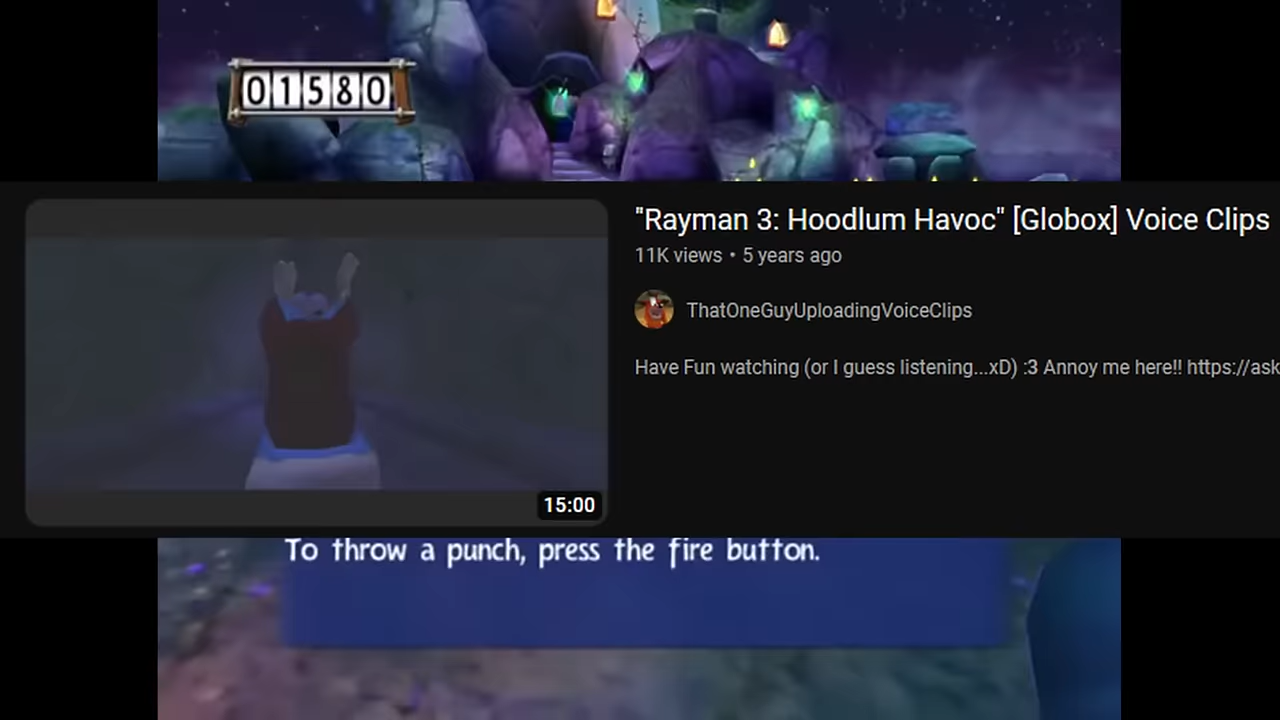 01580
"Rayman 3: Hoodlum Havoc" [Globox] Voice Clips
11K views • 5 years ago
ThatOneGuyUploadingVoiceClips
Have Fun watching (or I guess listening...xD) :3 Annoy me here!! https://ask
15:00
To throw a punch, press the fire button.